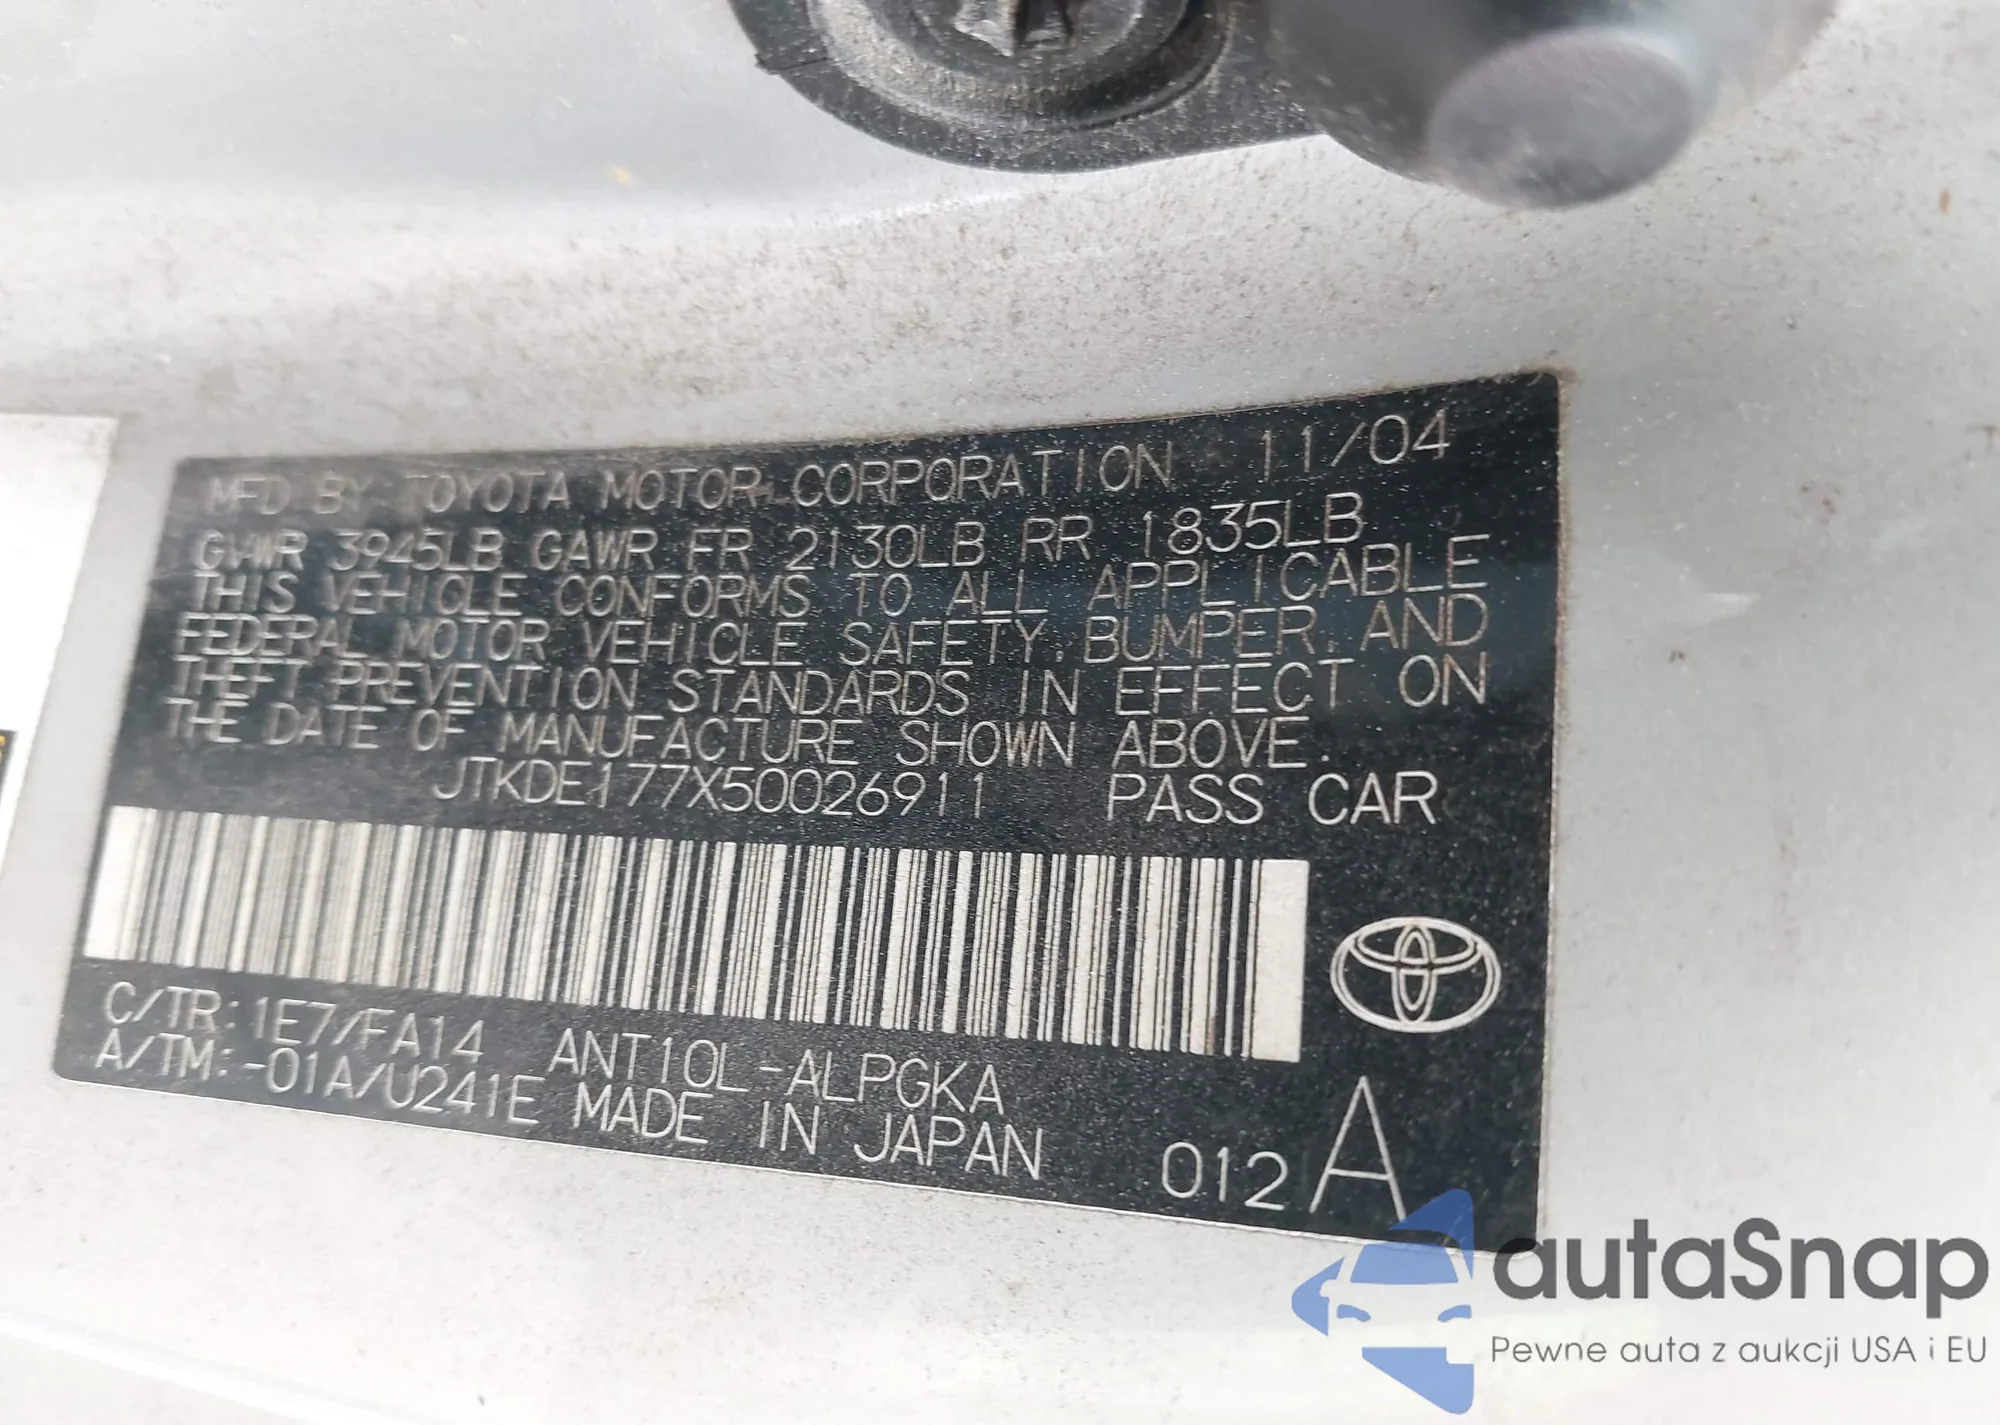 MFD BY TOYOTA MOTOR CORPORATION 11/04
GVWR 3945LB GAWR FR 2130LB RR 1835LB
THIS VEHICLE CONFORMS TO ALL APPLICABLE
FEDERAL MOTOR VEHICLE SAFETY, BUMPER, AND
THEFT PREVENTION STANDARDS IN EFFECT ON
THE DATE OF MANUFACTURE SHOWN ABOVE.
JTKDE177X50026911 PASS CAR
C/TR: 1E7/FA14 ANT10L-ALPGKA
A/TM: -01A/U241E MADE IN JAPAN
012 A
autaSnap
Pewne auta z aukcji USA i EU